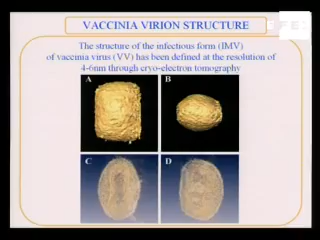 VACCINIA VIRION STRUCTURE
The structure of the infectious form (IMV)
of vaccinia virus (VV) has been defined at the resolution of
4-6nm through cryo-electron tomography
A B
C D